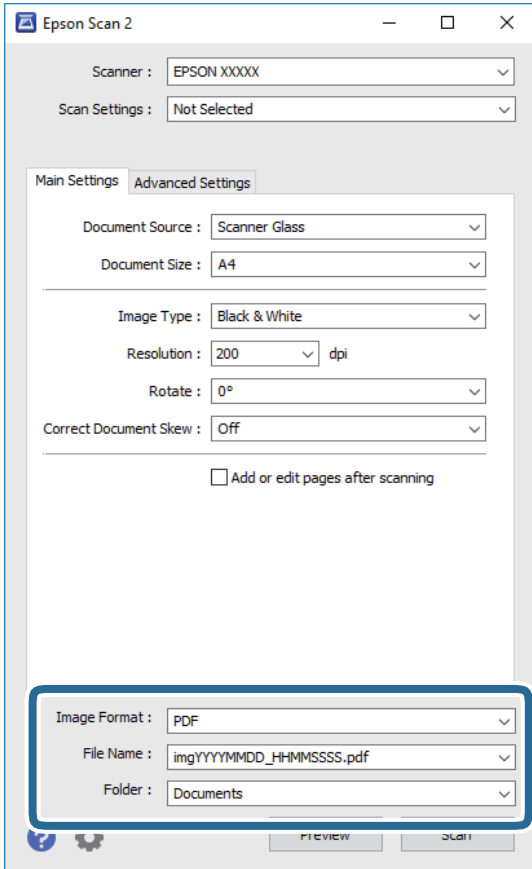 Epson Scan 2
Scanner : EPSON XXXXX
Scan Settings : Not Selected
Main Settings Advanced Settings
Document Source : Scanner Glass
Document Size : A4
Image Type : Black & White
Resolution : 200 dpi
Rotate : 0°
Correct Document Skew : Off
Add or edit pages after scanning
Image Format : PDF
File Name : imgYYYYMMDD_HHMMSSSS.pdf
Folder : Documents
? Preview Scan